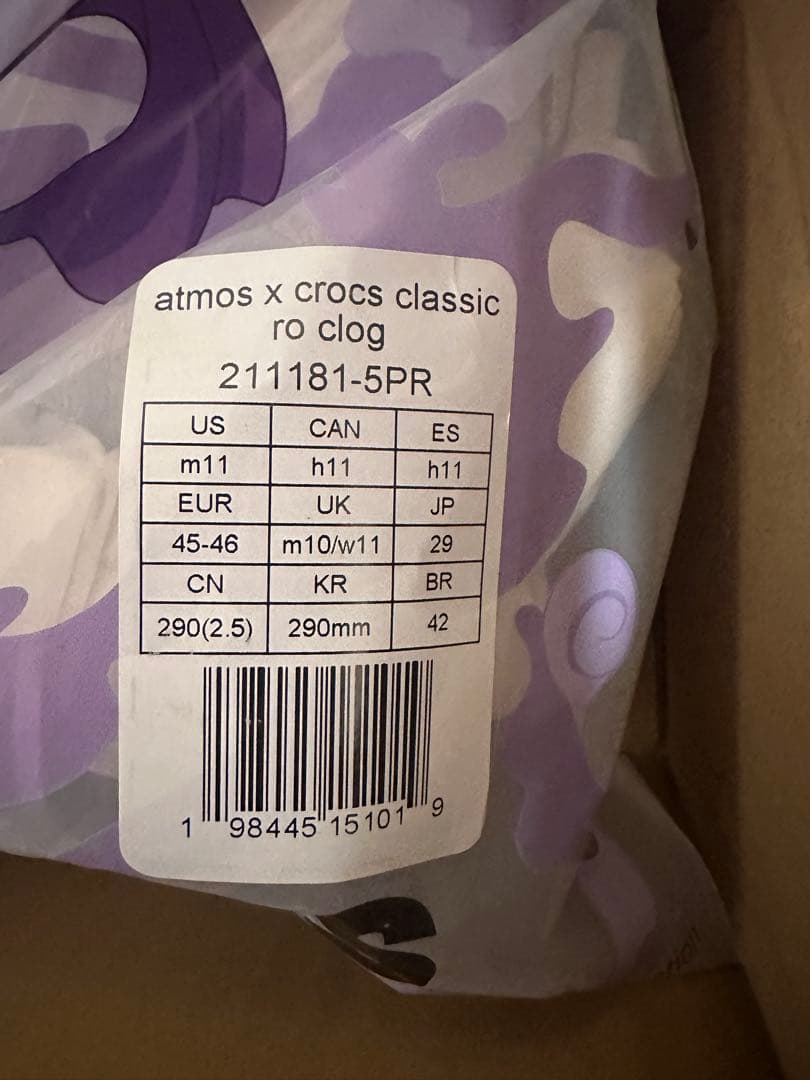 atmos x crocs classic
ro clog
211181-5PR
US CAN ES
m11 h11 h11
EUR UK JP
45-46 m10/w11 29
CN KR BR
290(2.5) 290mm 42
1 98445 15101 9